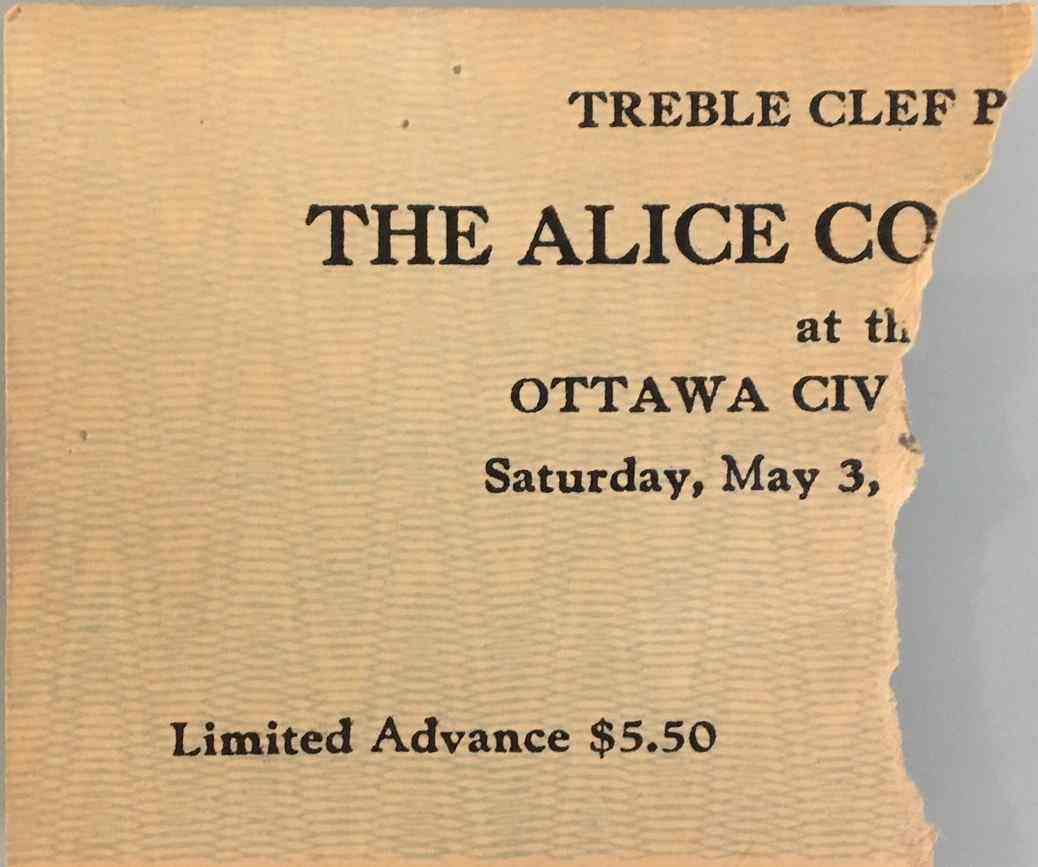 TREBLE CLEF P
THE ALICE CO
at th
OTTAWA CIV
Saturday, May 3,
Limited Advance $5.50